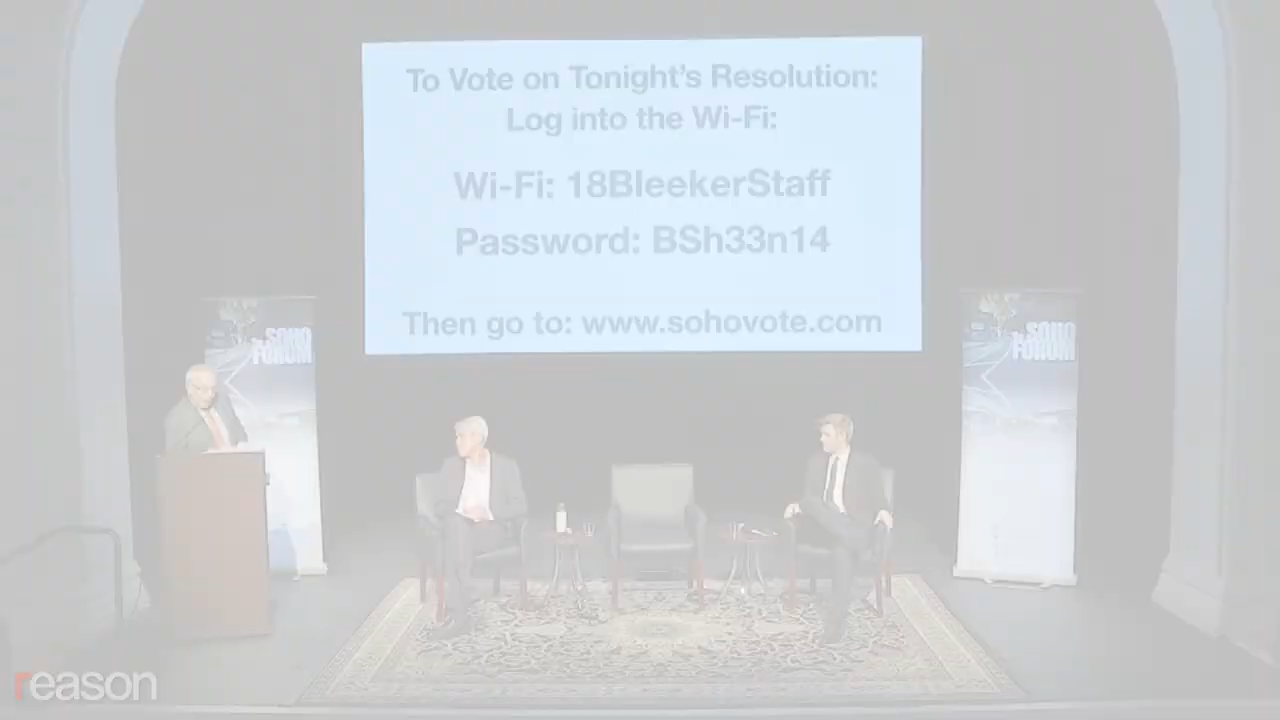 To Vote on Tonight's Resolution:
Log into the Wi-Fi:
Wi-Fi: 18BleekerStaff
Password: BSh33n14
Then go to: www.sohovote.com
SOHO
FORUM
SOHO
FORUM
reason